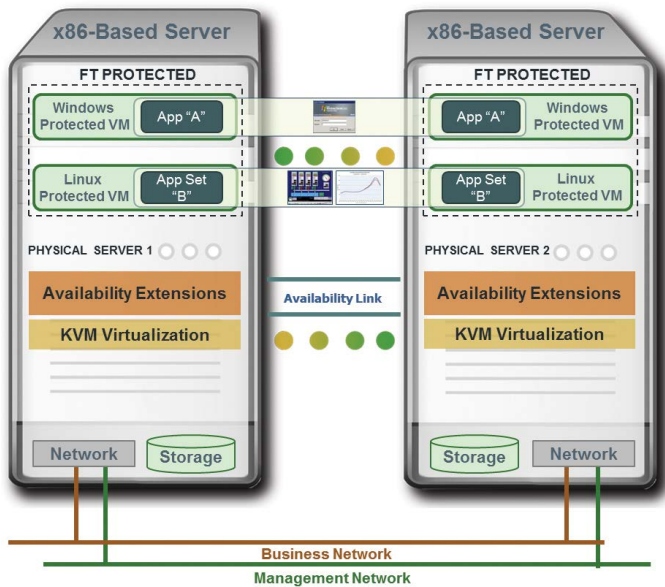 x86-Based Server
FT PROTECTED
Windows
Protected VM
App “A”
Linux
Protected VM
App Set
“B”
PHYSICAL SERVER 1
Availability Extensions
KVM Virtualization
Network
Storage
Availability Link
x86-Based Server
FT PROTECTED
App “A”
Windows
Protected VM
App Set
“B”
Linux
Protected VM
PHYSICAL SERVER 2
Availability Extensions
KVM Virtualization
Storage
Network
Business Network
Management Network